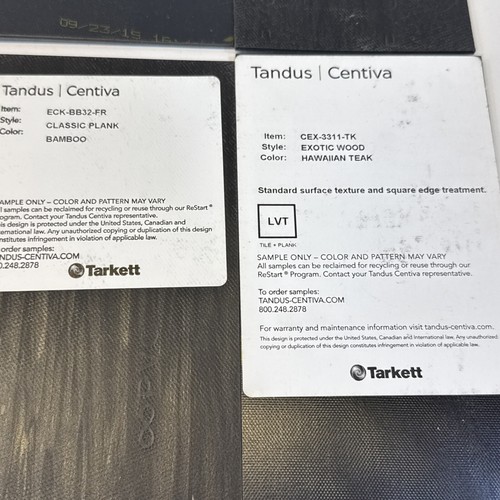 09/23/15 16
Tandus | Centiva
Item: ECK-BB32-FR
Style: CLASSIC PLANK
Color: BAMBOO
SAMPLE ONLY – COLOR AND PATTERN MAY VARY
All samples can be reclaimed for recycling or reuse through our ReStart®
Program. Contact your Tandus Centiva representative.
This design is protected under the United States, Canadian and
International law. Any unauthorized copying or duplication of this design
constitutes infringement in violation of applicable law.
To order samples:
TANDUS-CENTIVA.COM
0.248.2878
Tarkett
Tandus | Centiva
Item: CEX-3311-TK
Style: EXOTIC WOOD
Color: HAWAIIAN TEAK
Standard surface texture and square edge treatment.
LVT
TILE + PLANK
SAMPLE ONLY – COLOR AND PATTERN MAY VARY
All samples can be reclaimed for recycling or reuse through our
ReStart® Program. Contact your Tandus Centiva representative.
To order samples:
TANDUS-CENTIVA.COM
800.248.2878
For warranty and maintenance information visit tandus-centiva.com.
This design is protected under the United States, Canadian and International law. Any unauthorized
copying or duplication of this design constitutes infringement in violation of applicable law.
Tarkett